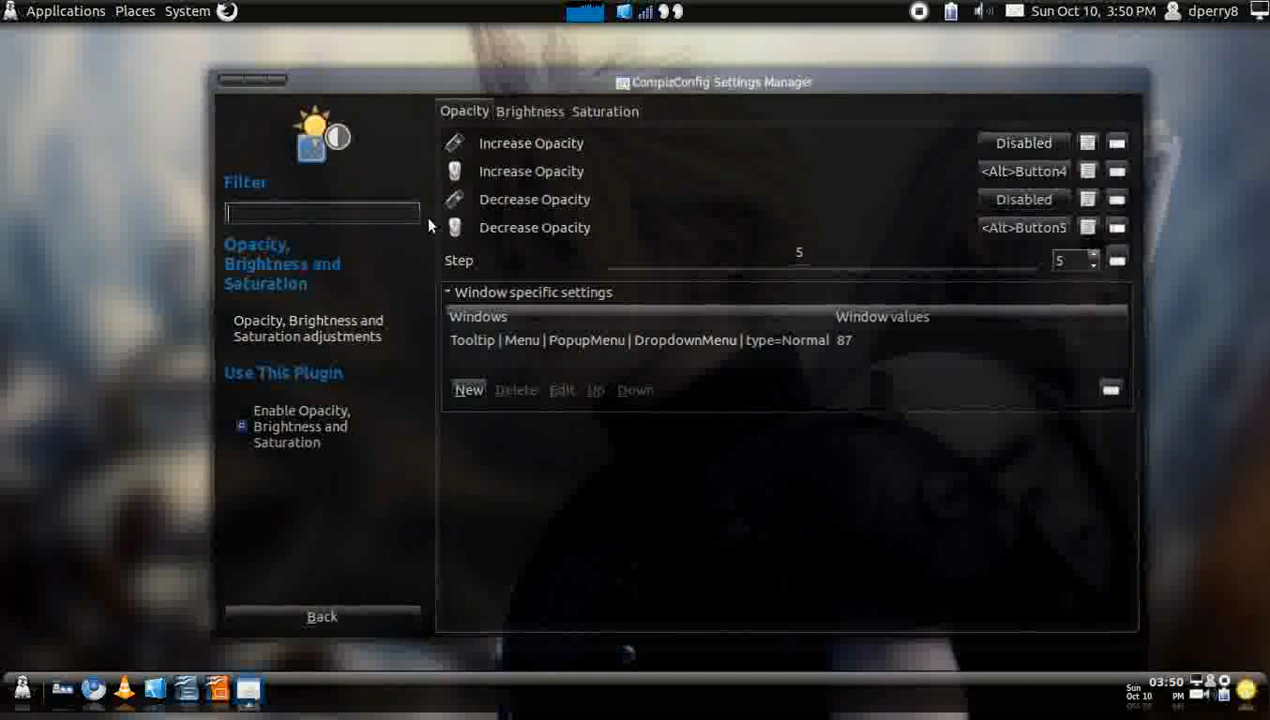 Applications Places System
Sun Oct 10, 3:50 PM dperry8
CompizConfig Settings Manager
Filter
Opacity,
Brightness and
Saturation
Opacity, Brightness and
Saturation adjustments
Use This Plugin
Enable Opacity,
Brightness and
Saturation
Back
Opacity Brightness Saturation
Increase Opacity Disabled
Increase Opacity <Alt>Button4
Decrease Opacity Disabled
Decrease Opacity <Alt>Button5
Step 5 5
Window specific settings
Windows Window values
Tooltip | Menu | PopupMenu | DropdownMenu | type=Normal 87
New Delete Edit Up Down
Sun 03:50
Oct 10 PM